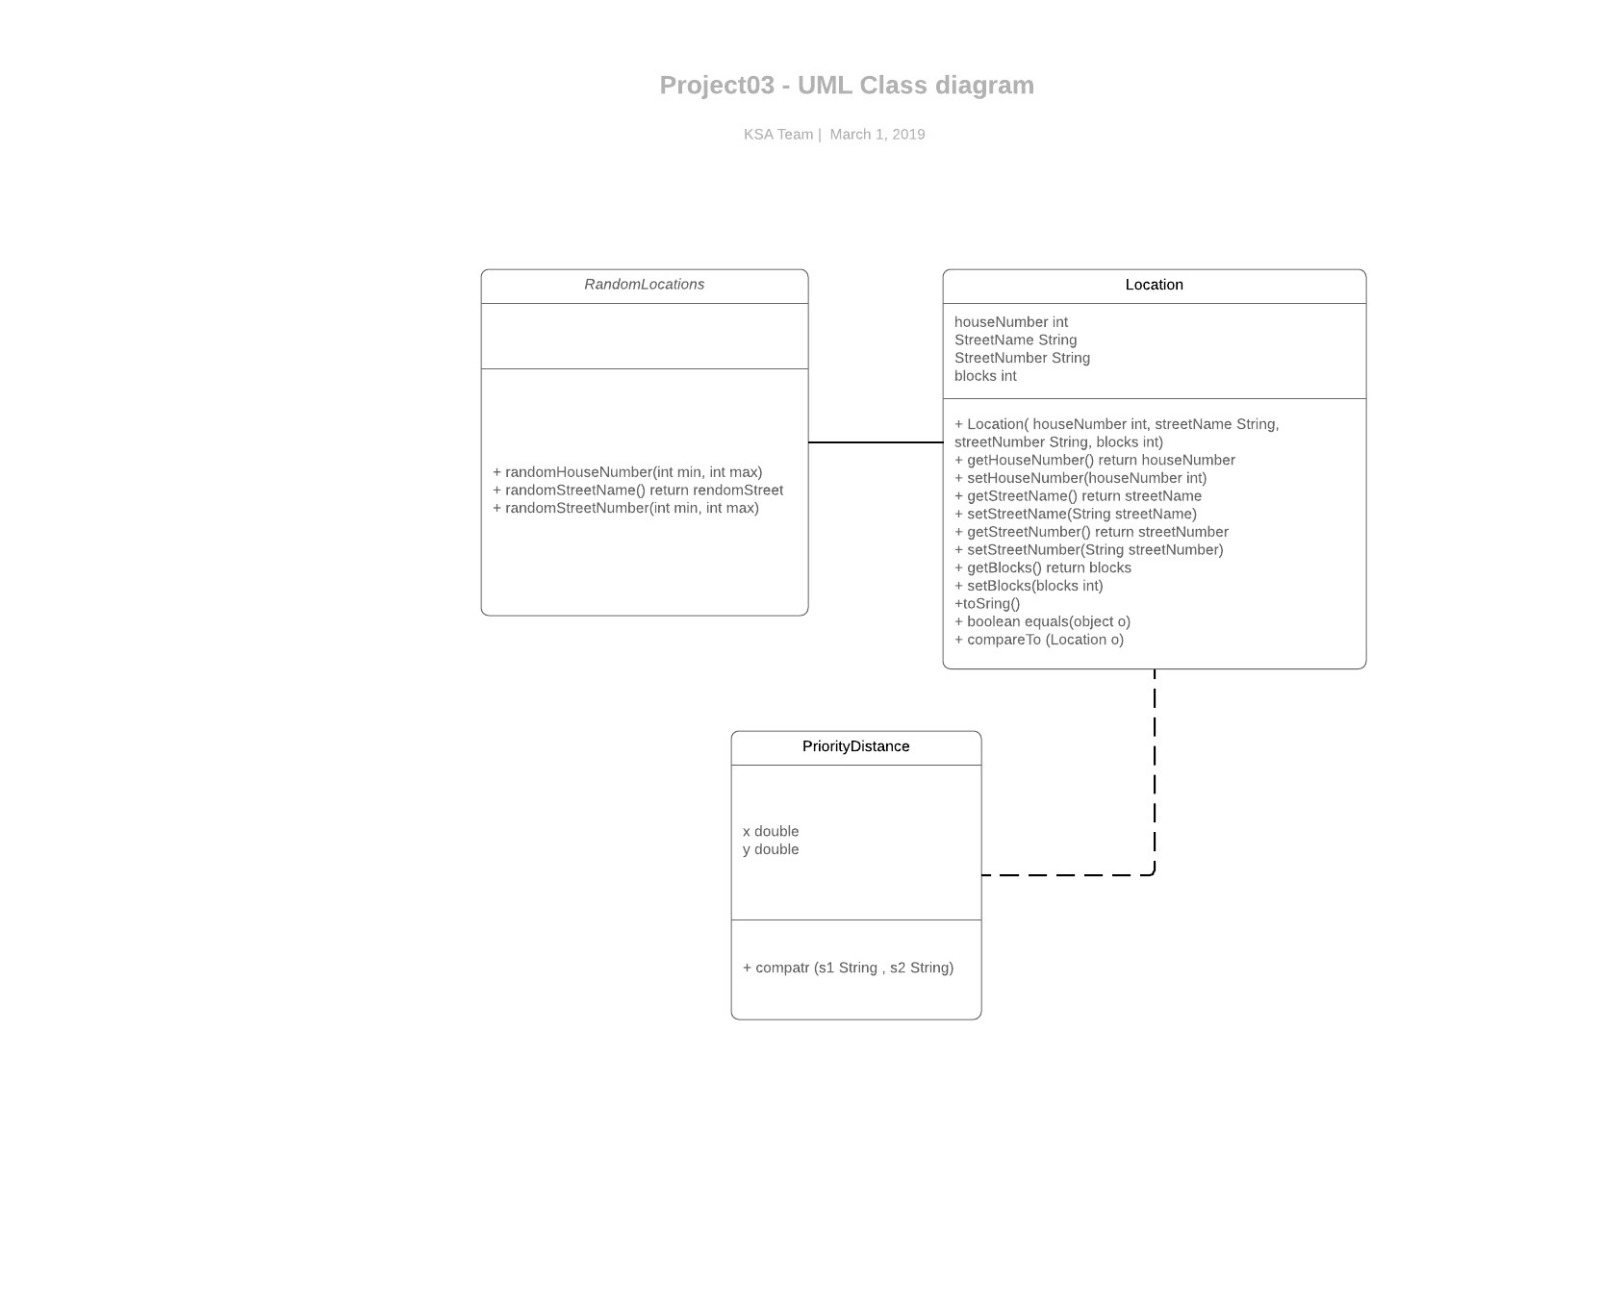 Project03 - UML Class diagram
KSA Team | March 1, 2019
RandomLocations
+ randomHouseNumber(int min, int max)
+ randomStreetName() return rendomStreet
+ randomStreetNumber(int min, int max)
Location
houseNumber int
StreetName String
StreetNumber String
blocks int
+ Location( houseNumber int, streetName String,
streetNumber String, blocks int)
+ getHouseNumber() return houseNumber
+ setHouseNumber(houseNumber int)
+ getStreetName() return streetName
+ setStreetName(String streetName)
+ getStreetNumber() return streetNumber
+ setStreetNumber(String streetNumber)
+ getBlocks() return blocks
+ setBlocks(blocks int)
+toSring()
+ boolean equals(object o)
+ compareTo (Location o)
PriorityDistance
x double
y double
+ compatr (s1 String , s2 String)